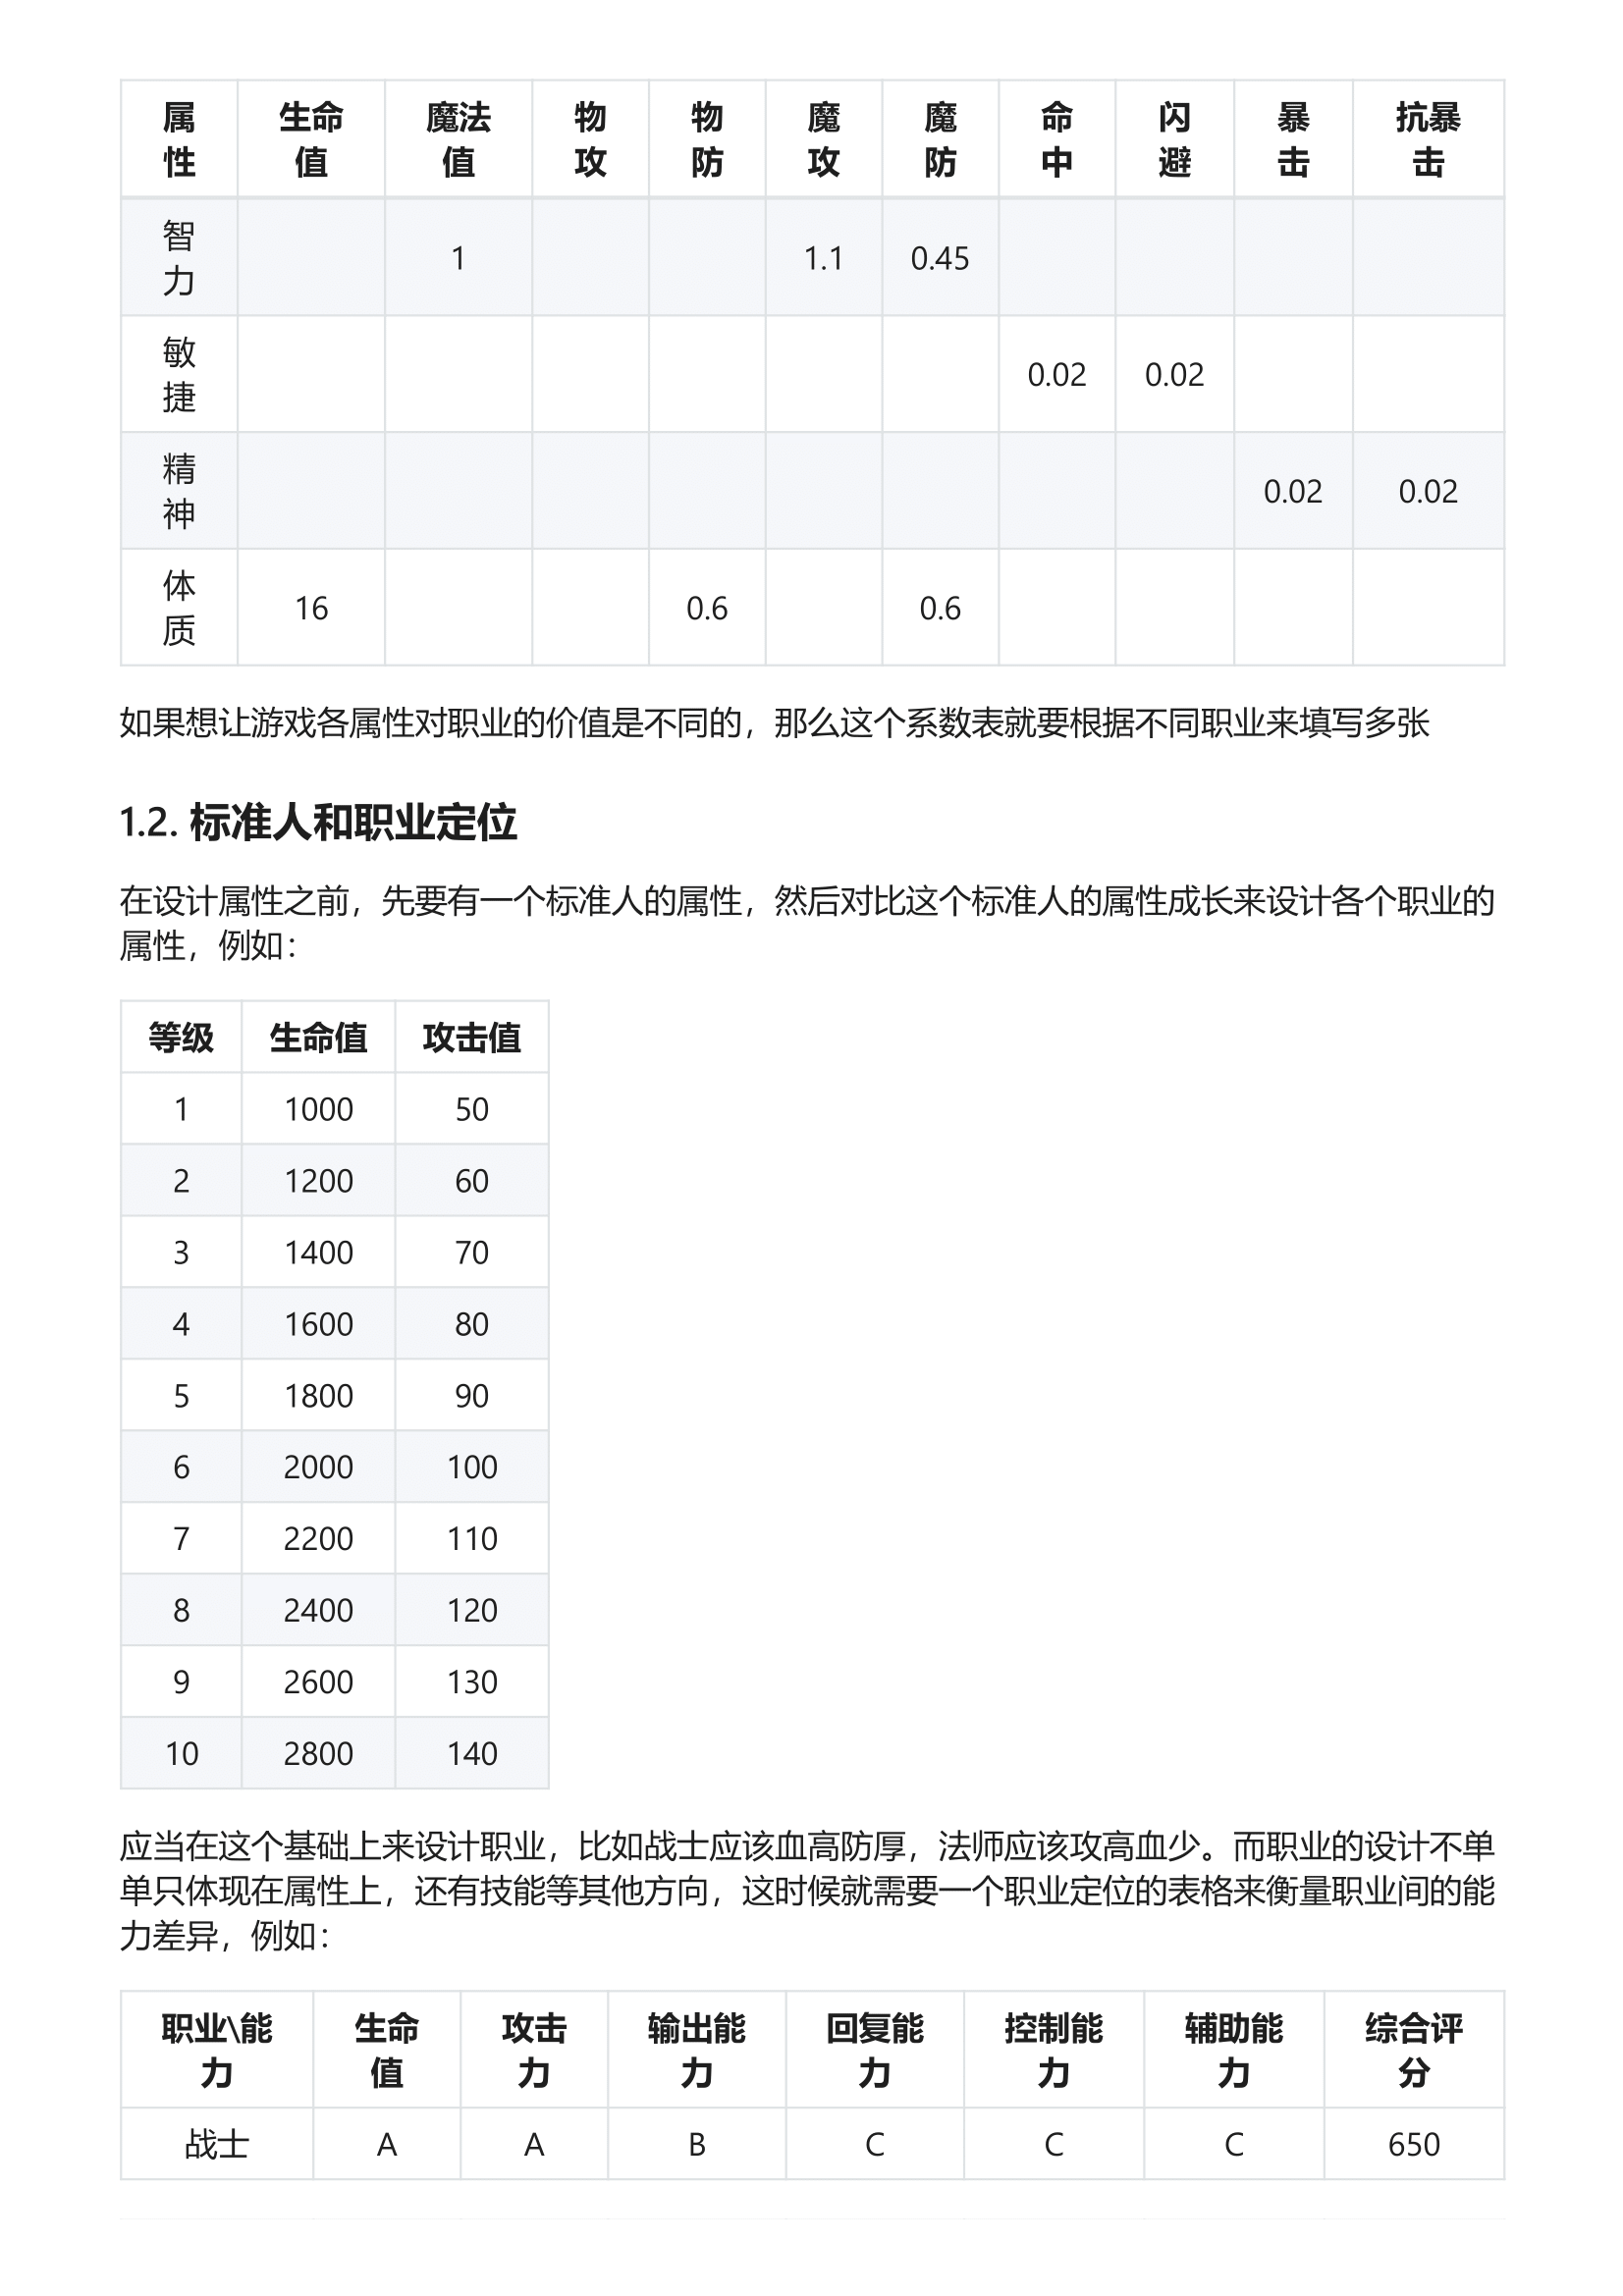 属性 生命值 魔法值 物攻 物防 魔攻 魔防 命中 闪避 暴击 抗暴击
智力 1 1.1 0.45
敏捷 0.02 0.02
精神 0.02 0.02
体质 16 0.6 0.6
如果想让游戏各属性对职业的价值是不同的，那么这个系数表就要根据不同职业来填写多张
1.2. 标准人和职业定位
在设计属性之前，先要有一个标准人的属性，然后对比这个标准人的属性成长来设计各个职业的
属性，例如：
等级 生命值 攻击值
1 1000 50
2 1200 60
3 1400 70
4 1600 80
5 1800 90
6 2000 100
7 2200 110
8 2400 120
9 2600 130
10 2800 140
应当在这个基础上来设计职业，比如战士应该血高防厚，法师应该攻高血少。而职业的设计不单
单只体现在属性上，还有技能等其他方向，这时候就需要一个职业定位的表格来衡量职业间的能
力差异，例如：
职业\能力 生命值 攻击力 输出能力 回复能力 控制能力 辅助能力 综合评分
战士 A A B C C C 650